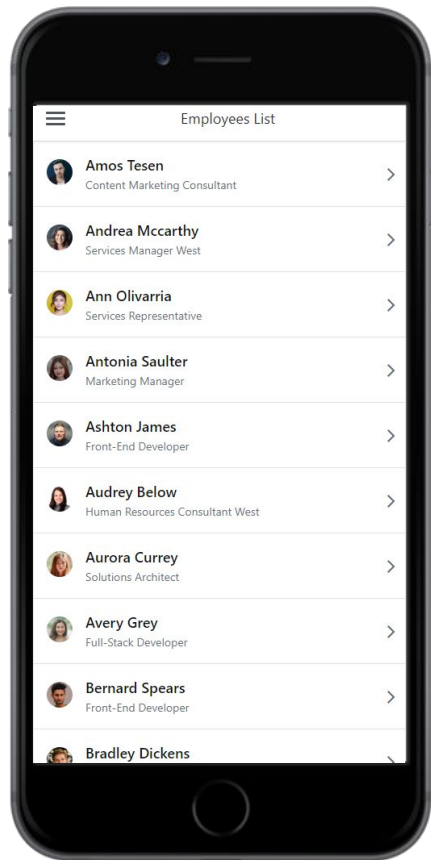 Employees List
Amos Tesen
Content Marketing Consultant
Andrea Mccarthy
Services Manager West
Ann Olivarria
Services Representative
Antonia Saulter
Marketing Manager
Ashton James
Front-End Developer
Audrey Below
Human Resources Consultant West
Aurora Currey
Solutions Architect
Avery Grey
Full-Stack Developer
Bernard Spears
Front-End Developer
Bradley Dickens